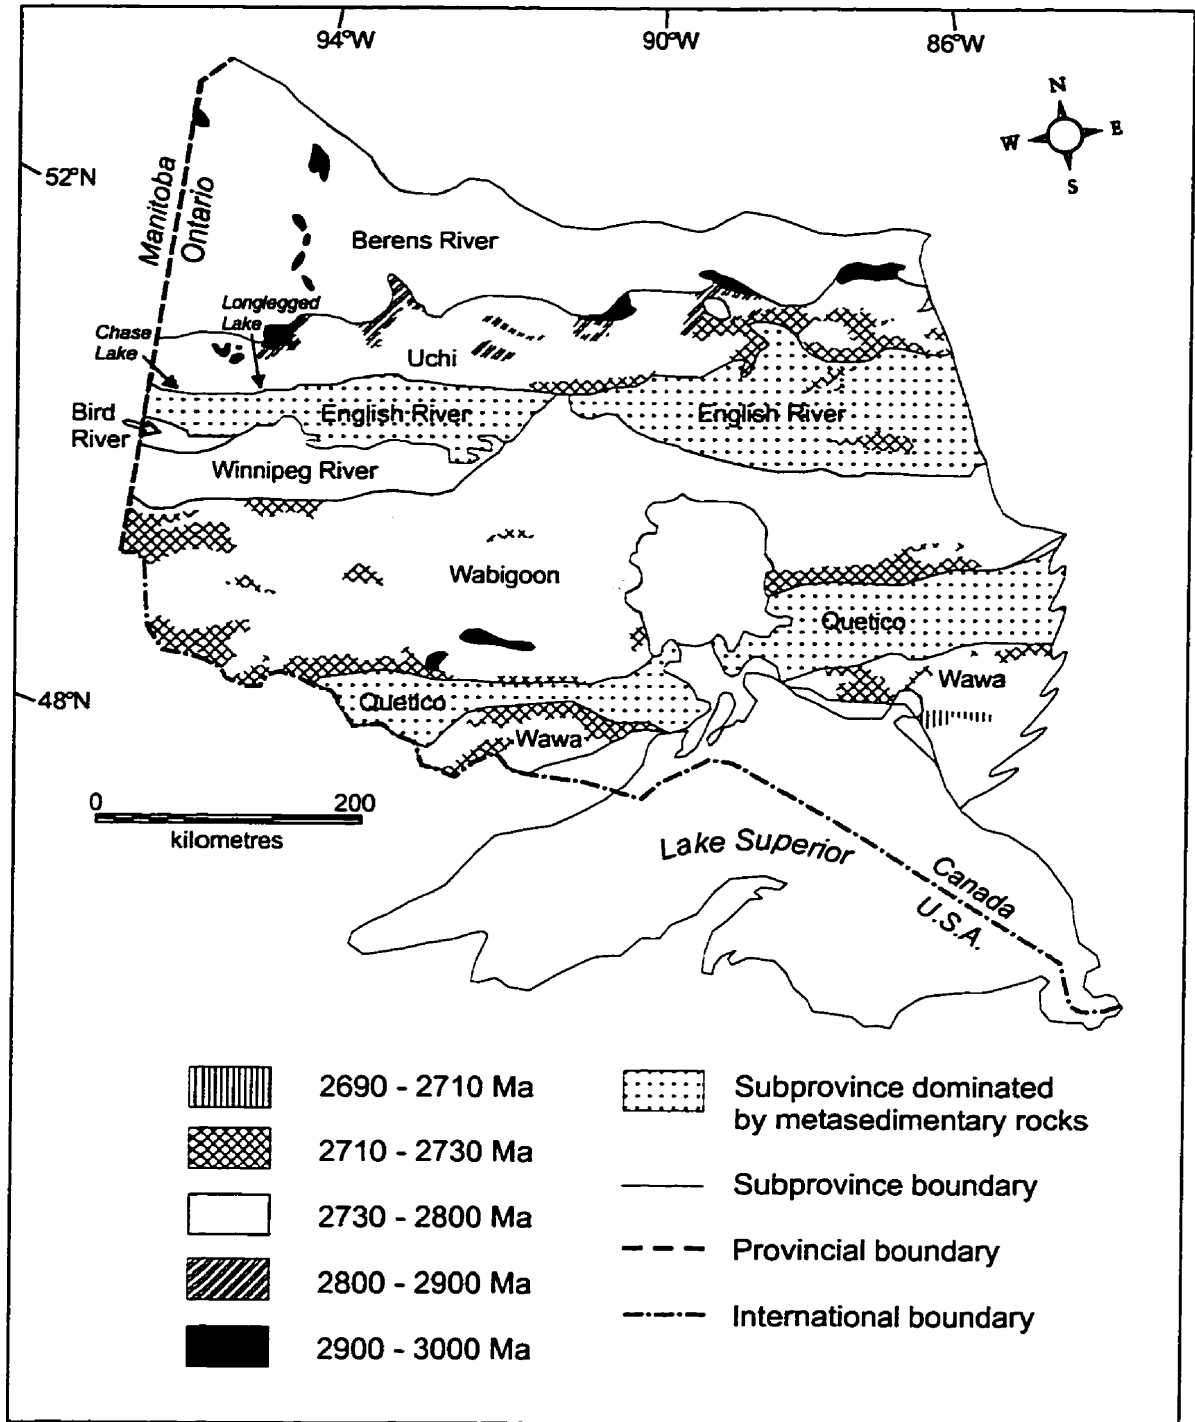 94°W
90°W
86°W
N
W
E
S
52°N
Manitoba
Ontario
Berens River
Longlegged
Lake
Chase
Lake
Uchi
Bird
River
English River
English River
Winnipeg River
Wabigoon
Quetico
Wawa
48°N
Quetico
Wawa
0
200
kilometres
Lake Superior
Canada
U.S.A.
2690 - 2710 Ma
2710 - 2730 Ma
2730 - 2800 Ma
2800 - 2900 Ma
2900 - 3000 Ma
Subprovince dominated
by metasedimentary rocks
Subprovince boundary
Provincial boundary
International boundary